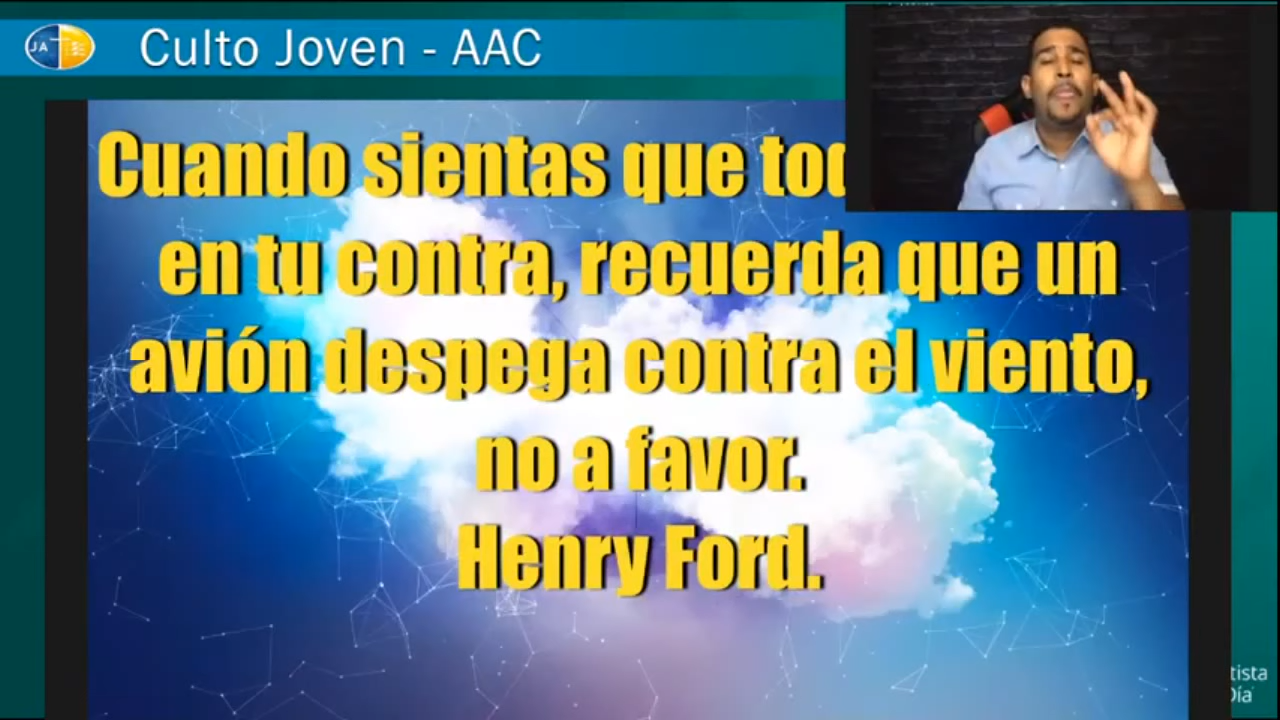 JA
Culto Joven - AAC
Cuando sientas que
en tu contra, recuerda que un
avión despega contra el viento,
no a favor.
Henry Ford.